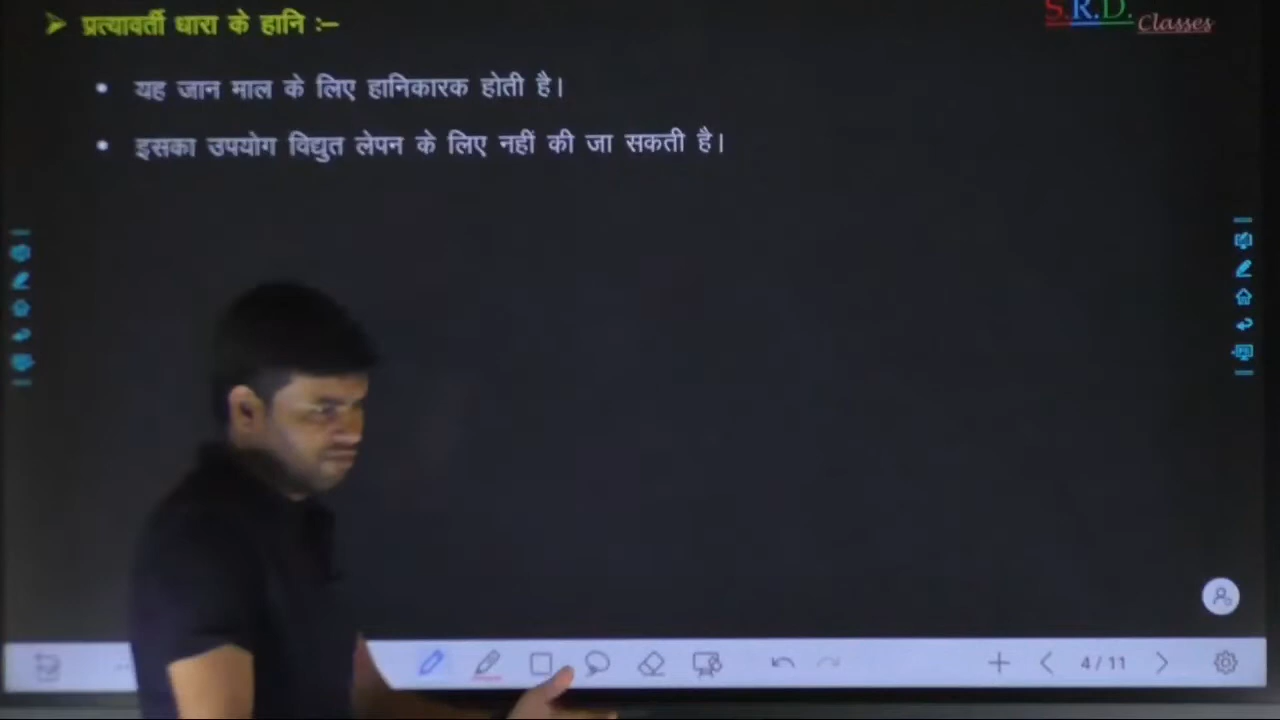 ➢ प्रत्यावर्ती धारा के हानि :–
S.R.D. Classes
• यह जान माल के लिए हानिकारक होती है।
• इसका उपयोग विद्युत लेपन के लिए नहीं की जा सकती है।
4 / 11